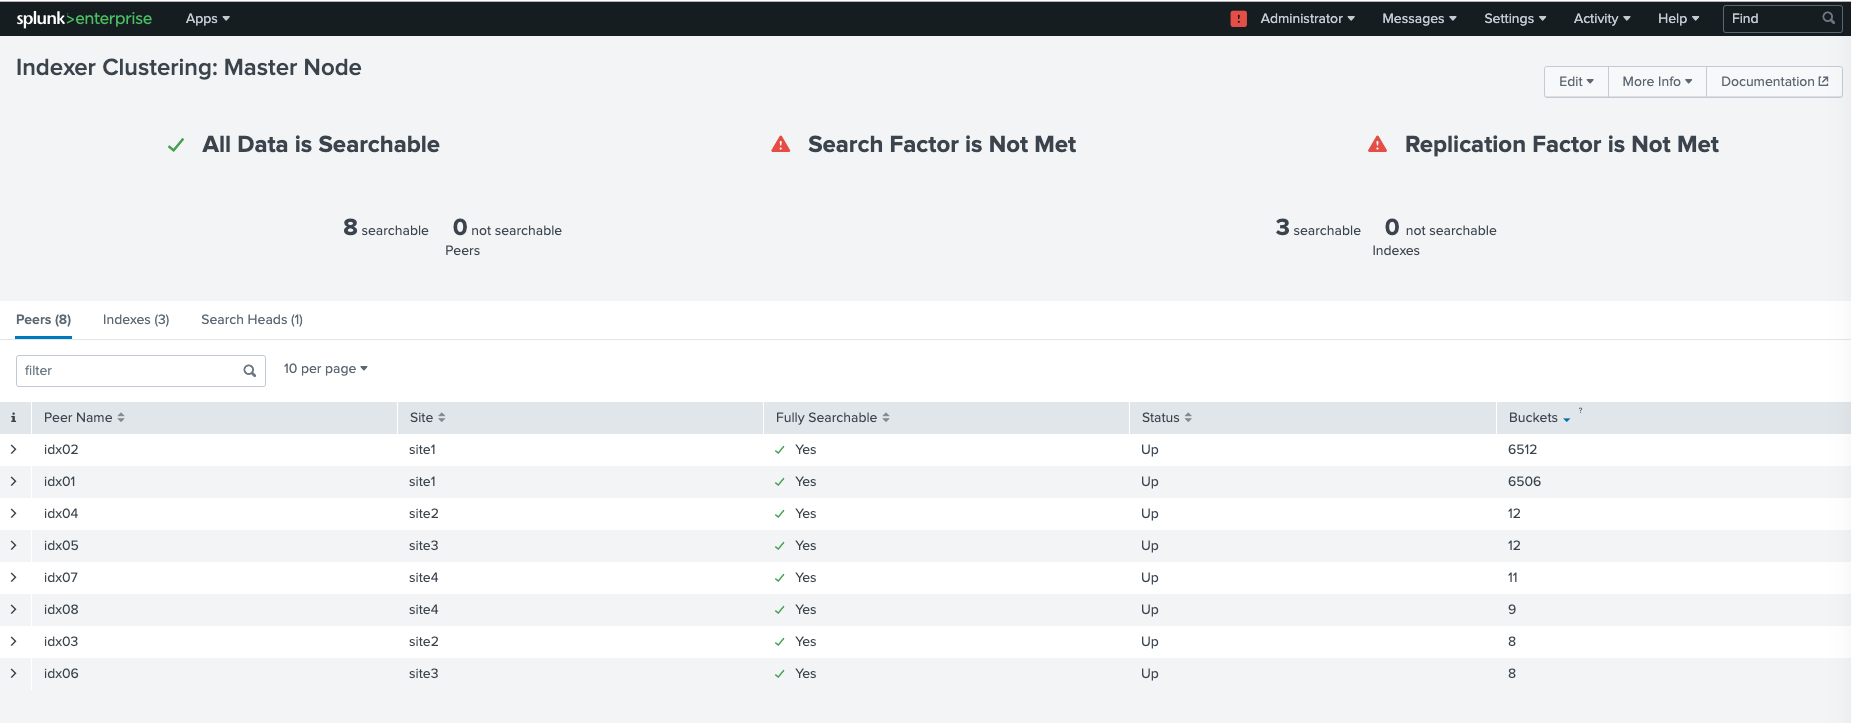 splunk>enterprise Apps ! Administrator Messages Settings Activity Help Find
Indexer Clustering: Master Node
Edit More Info Documentation
All Data is Searchable Search Factor is Not Met Replication Factor is Not Met
8 searchable 0 not searchable 3 searchable 0 not searchable
Peers Indexes
Peers (8) Indexes (3) Search Heads (1)
filter 10 per page
i Peer Name Site Fully Searchable Status Buckets ?
> idx02 site1 Yes Up 6512
> idx01 site1 Yes Up 6506
> idx04 site2 Yes Up 12
> idx05 site3 Yes Up 12
> idx07 site4 Yes Up 11
> idx08 site4 Yes Up 9
> idx03 site2 Yes Up 8
> idx06 site3 Yes Up 8